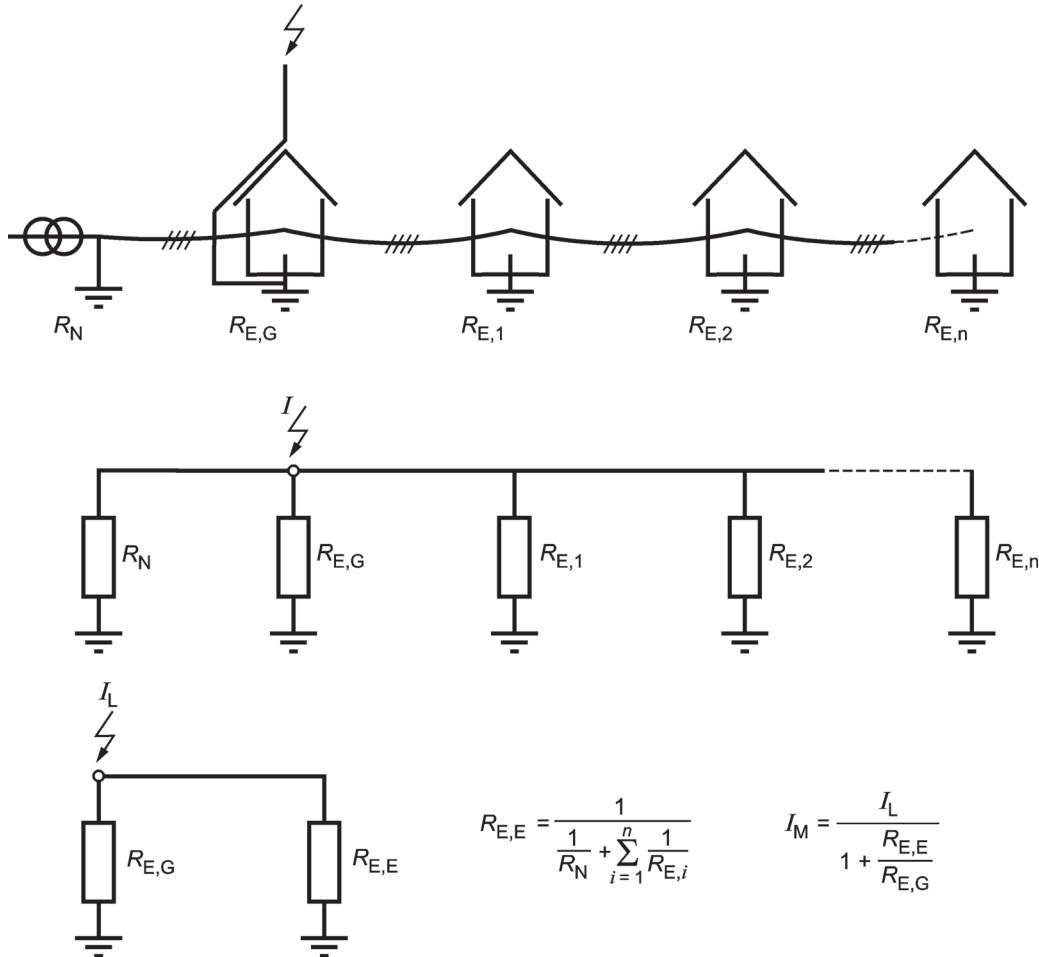 R_N R_E,G R_E,1 R_E,2 R_E,n
I
R_N R_E,G R_E,1 R_E,2 R_E,n
I_L
R_E,G R_E,E
R_E,E = 1 / (1/R_N + ∑_{i = 1}^{n} 1/R_E,i)
I_M = I_L / (1 + R_E,E/R_E,G)